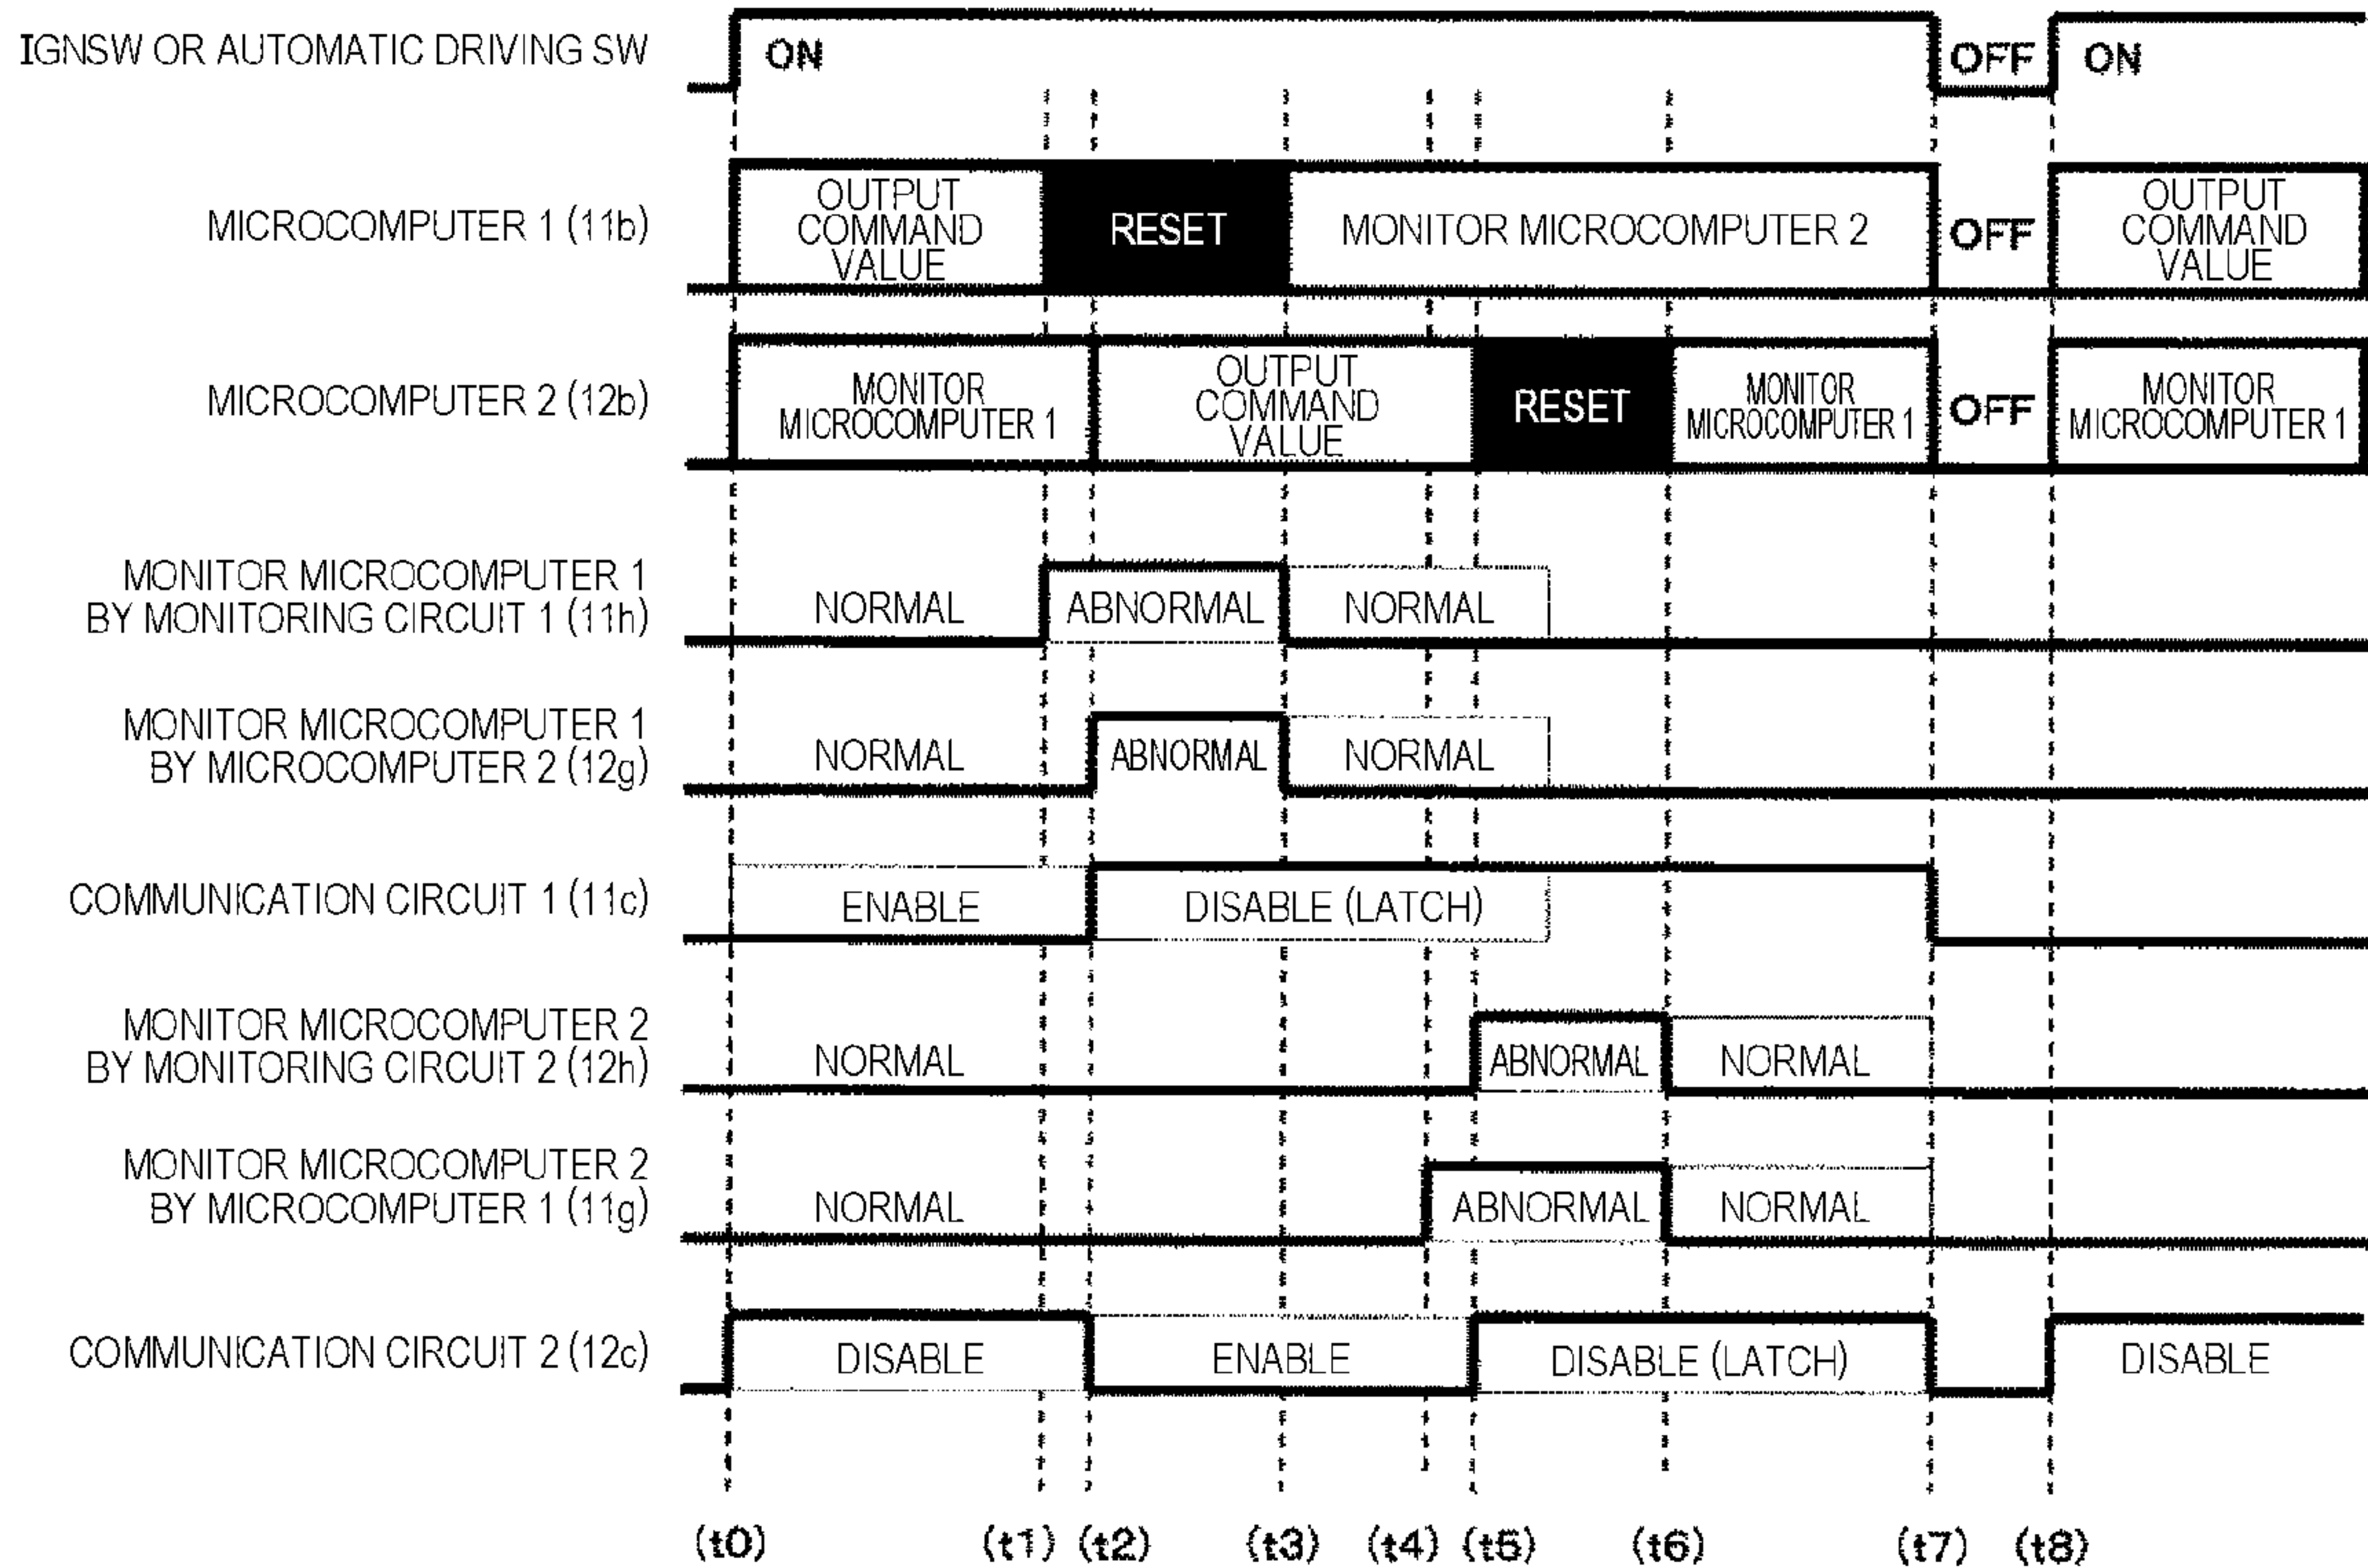 IGNSW OR AUTOMATIC DRIVING SW
ON
OFF
ON
MICROCOMPUTER 1 (11b)
OUTPUT
COMMAND
VALUE
RESET
MONITOR MICROCOMPUTER 2
OFF
OUTPUT
COMMAND
VALUE
MICROCOMPUTER 2 (12b)
MONITOR
MICROCOMPUTER 1
OUTPUT
COMMAND
VALUE
RESET
MONITOR
MICROCOMPUTER 1
OFF
MONITOR
MICROCOMPUTER 1
MONITOR MICROCOMPUTER 1
BY MONITORING CIRCUIT 1 (11h)
NORMAL
ABNORMAL
NORMAL
MONITOR MICROCOMPUTER 1
BY MICROCOMPUTER 2 (12g)
NORMAL
ABNORMAL
NORMAL
COMMUNICATION CIRCUIT 1 (11c)
ENABLE
DISABLE (LATCH)
MONITOR MICROCOMPUTER 2
BY MONITORING CIRCUIT 2 (12h)
NORMAL
ABNORMAL
NORMAL
MONITOR MICROCOMPUTER 2
BY MICROCOMPUTER 1 (11g)
NORMAL
ABNORMAL
NORMAL
COMMUNICATION CIRCUIT 2 (12c)
DISABLE
ENABLE
DISABLE (LATCH)
DISABLE
(t0) (t1) (t2) (t3) (t4) (t5) (t6) (t7) (t8)